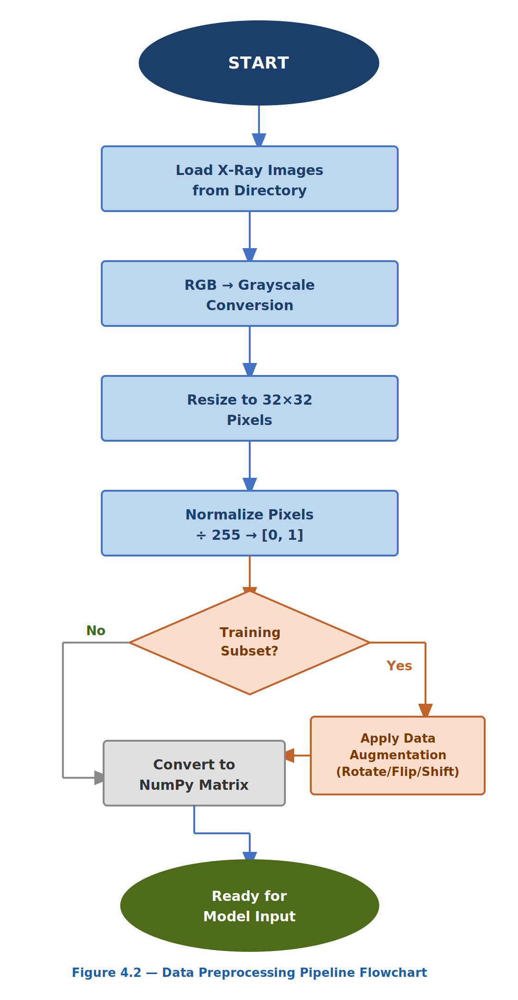 START
Load X-Ray Images
from Directory
RGB → Grayscale
Conversion
Resize to 32×32
Pixels
Normalize Pixels
÷ 255 → [0, 1]
Training
Subset?
No
Yes
Apply Data
Augmentation
(Rotate/Flip/Shift)
Convert to
NumPy Matrix
Ready for
Model Input
Figure 4.2 — Data Preprocessing Pipeline Flowchart